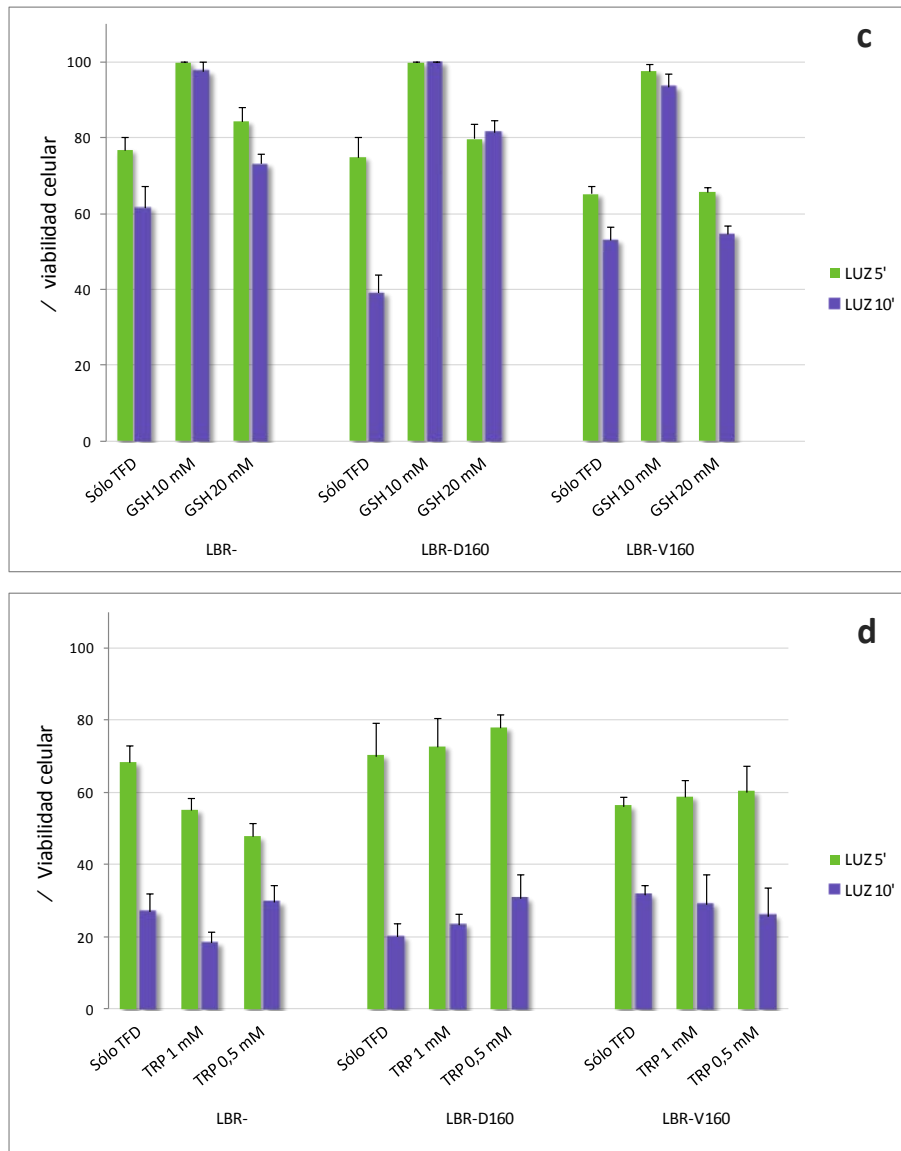 c
100
80
60
40
20
0
/ viabilidad celular
LUZ 5'
LUZ 10'
Sólo TFD
GSH 10 mM
GSH 20 mM
Sólo TFD
GSH 10 mM
GSH 20 mM
Sólo TFD
GSH 10 mM
GSH 20 mM
LBR-
LBR-D160
LBR-V160
d
100
80
60
40
20
0
/ Viabilidad celular
LUZ 5'
LUZ 10'
Sólo TFD
TRP 1 mM
TRP 0,5 mM
Sólo TFD
TRP 1 mM
TRP 0,5 mM
Sólo TFD
TRP 1 mM
TRP 0,5 mM
LBR-
LBR-D160
LBR-V160